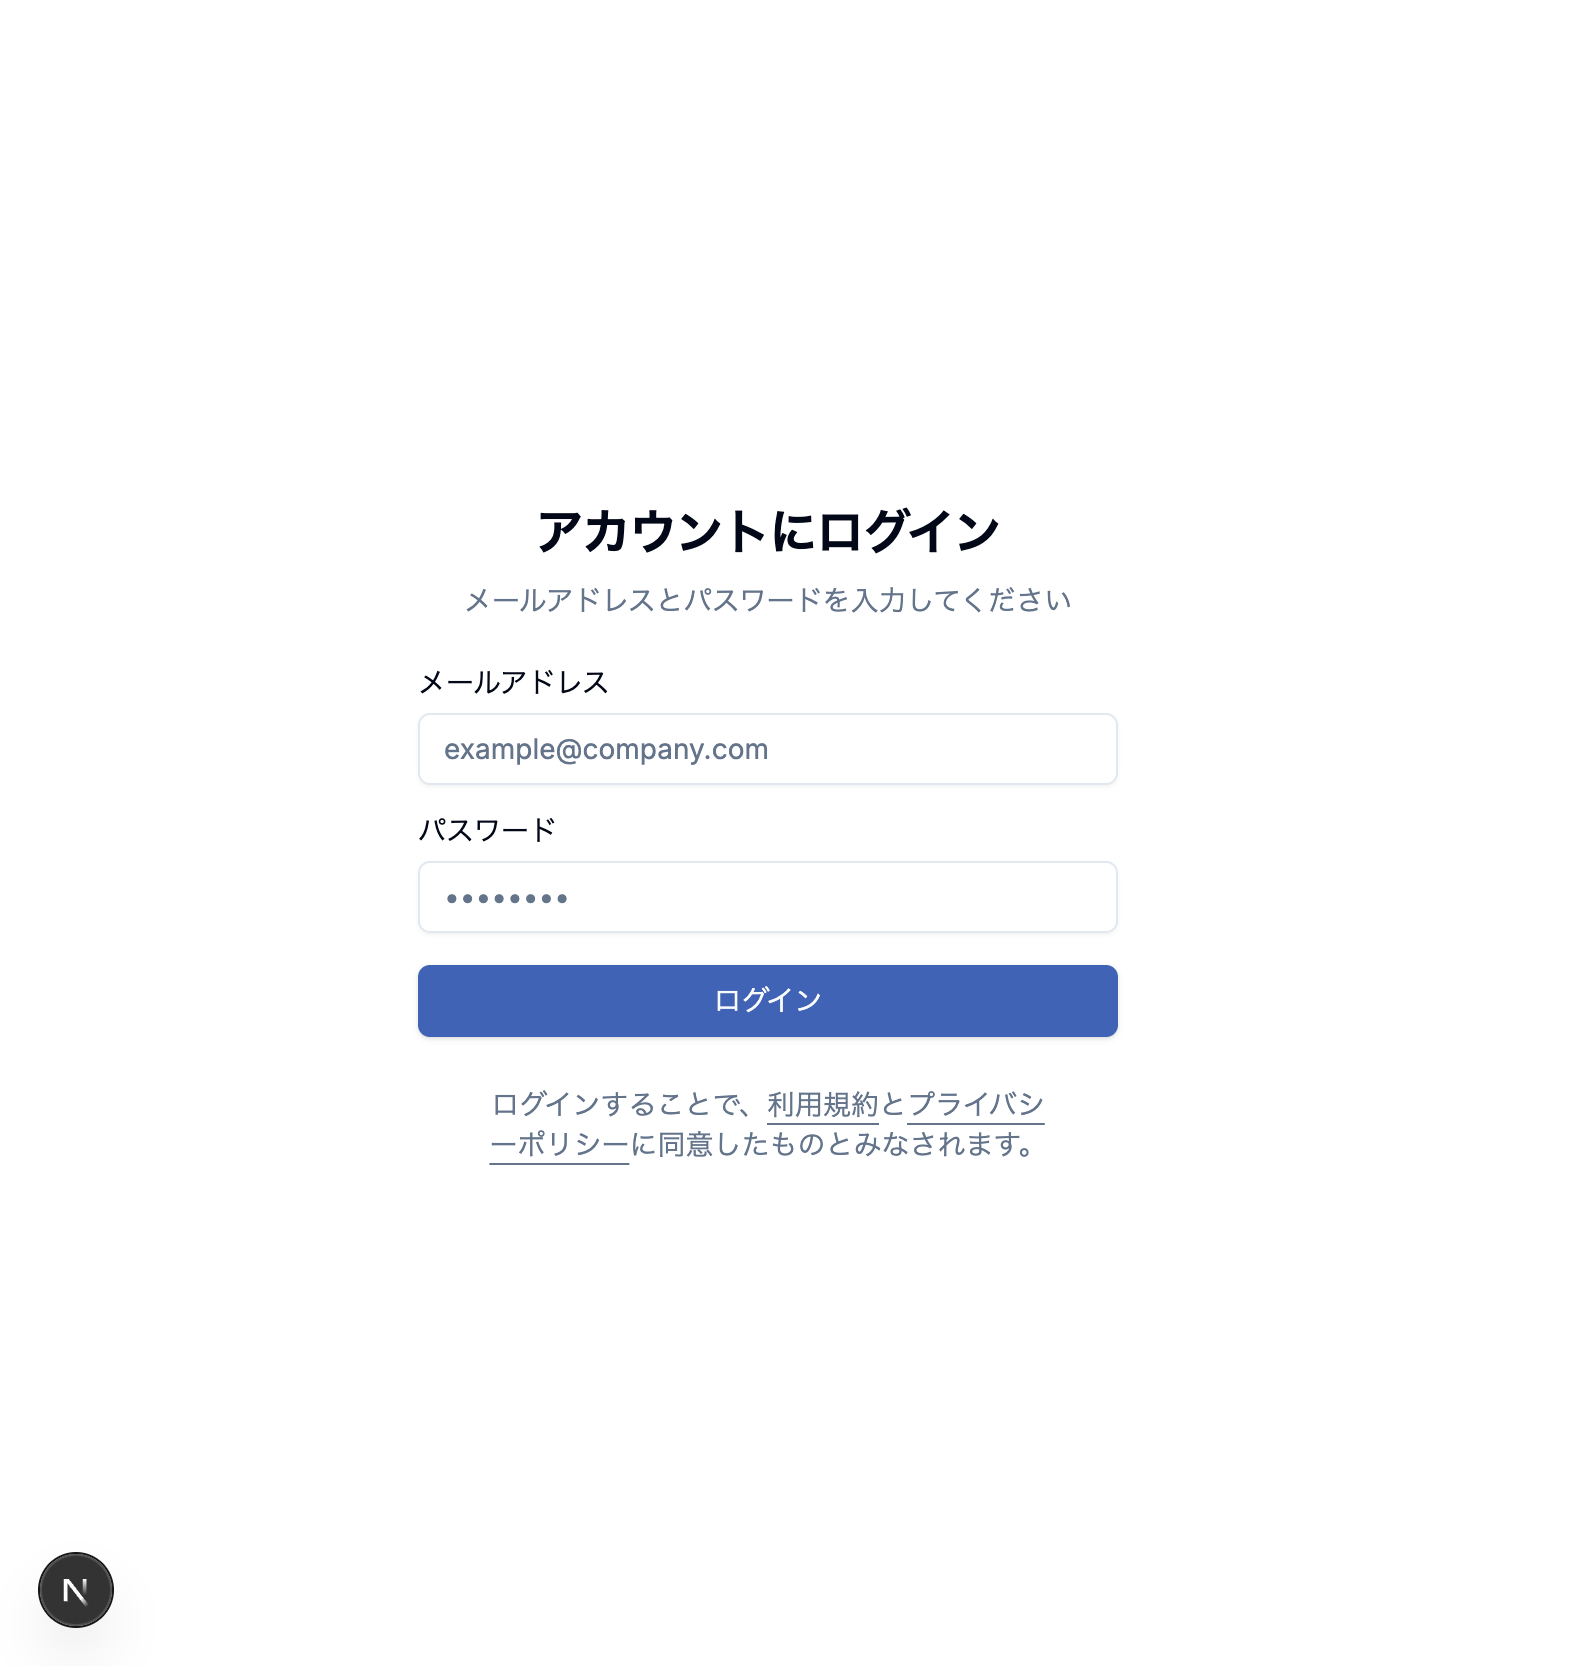 アカウントにログイン
メールアドレスとパスワードを入力してください
メールアドレス
example@company.com
パスワード
••••••••
ログイン
ログインすることで、利用規約とプライバシ
ーポリシーに同意したものとみなされます。
N